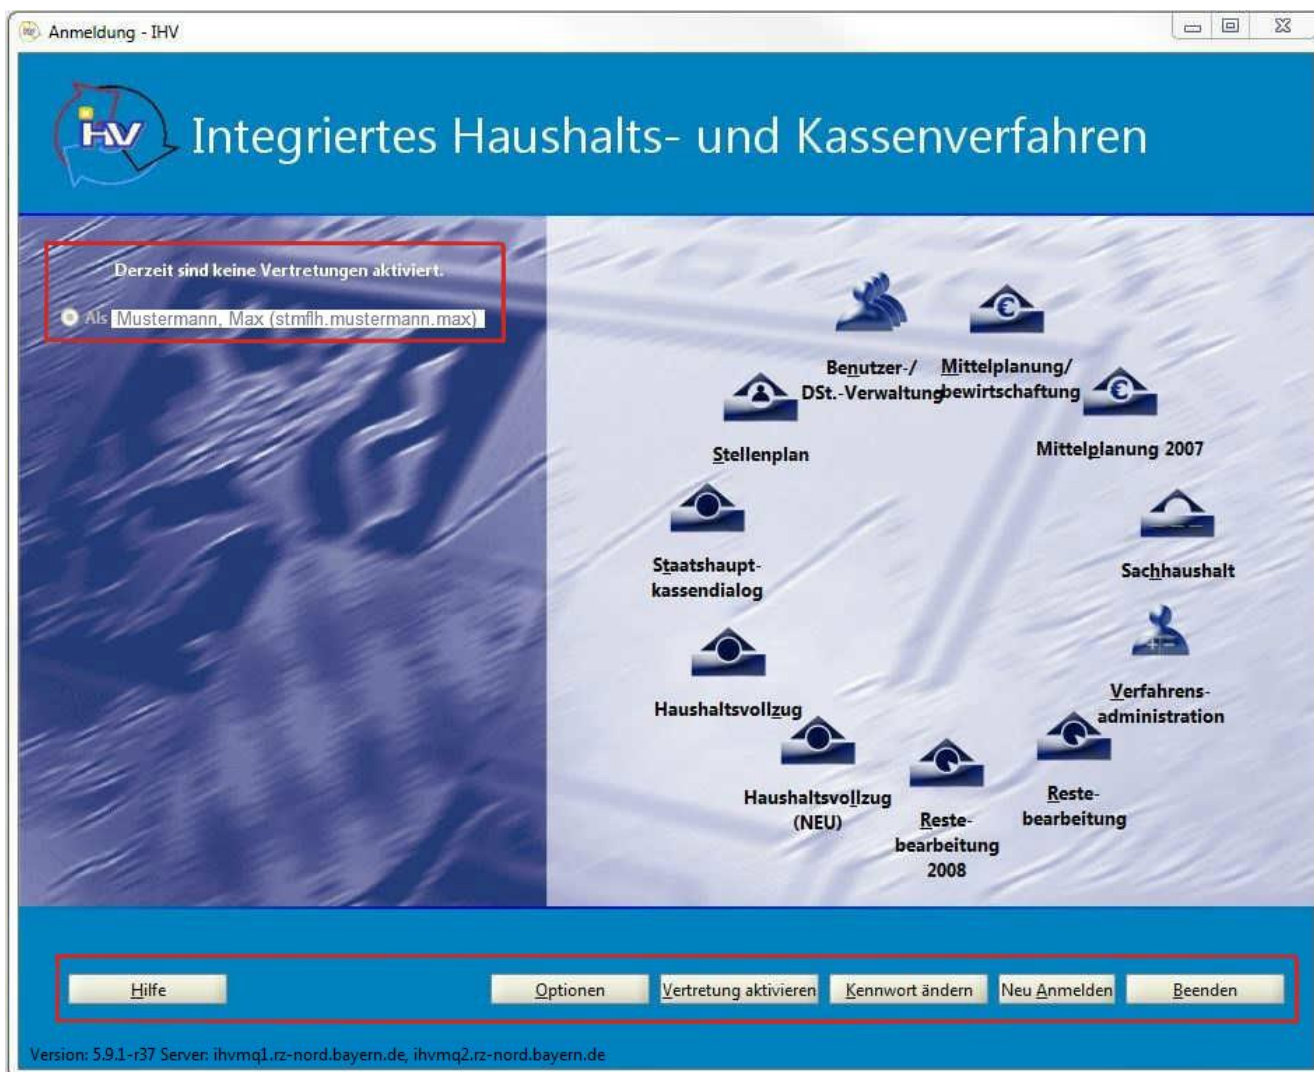 Anmeldung - IHV
iHV
Integriertes Haushalts- und Kassenverfahren
Derzeit sind keine Vertretungen aktiviert.
Als Mustermann, Max (stmflh.mustermann.max)
Benutzer-/
DSt.-Verwaltung
Mittelplanung/
bewirtschaftung
Mittelplanung 2007
Stellenplan
Staatshaupt-
kassendialog
Sachhaushalt
Haushaltsvollzug
Verfahrens-
administration
Haushaltsvollzug
(NEU)
Reste-
bearbeitung
2008
Reste-
bearbeitung
Hilfe
Optionen
Vertretung aktivieren
Kennwort ändern
Neu Anmelden
Beenden
Version: 5.9.1-r37 Server: ihvmq1.rz-nord.bayern.de, ihvmq2.rz-nord.bayern.de